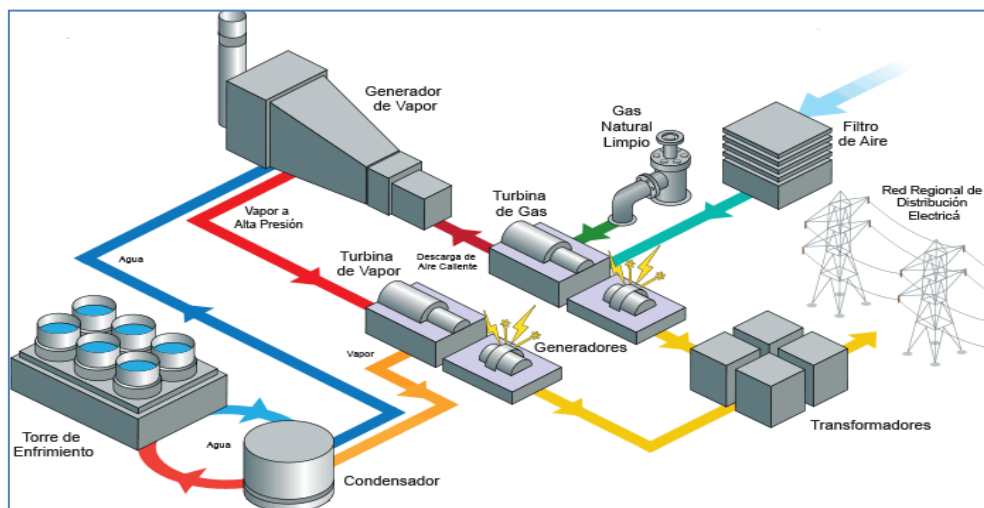 Generador
de Vapor
Gas
Natural
Limpio
Filtro
de Aire
Red Regional de
Distribución
Electricá
Turbina
de Gas
Vapor a
Alta Presión
Descarga de
Aire Caliente
Turbina
de Vapor
Agua
Vapor
Generadores
Transformadores
Torre de
Enfrimiento
Agua
Condensador